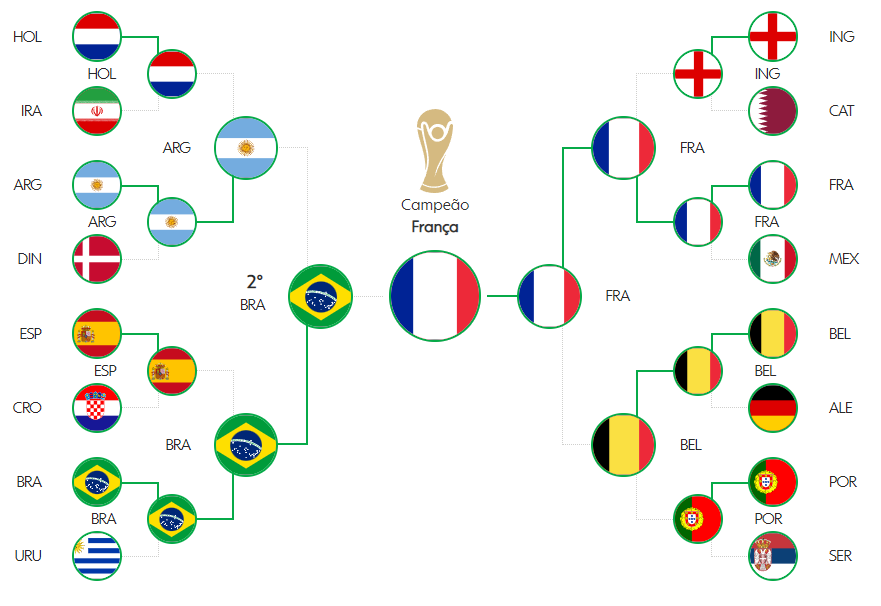 HOL
HOL
IRA
ARG
ARG
ARG
DIN
ESP
ESP
CRO
BRA
BRA
BRA
URU
2°
BRA
Campeão
França
FRA
ING
ING
CAT
FRA
FRA
FRA
MEX
BEL
BEL
ALE
BEL
POR
POR
SER